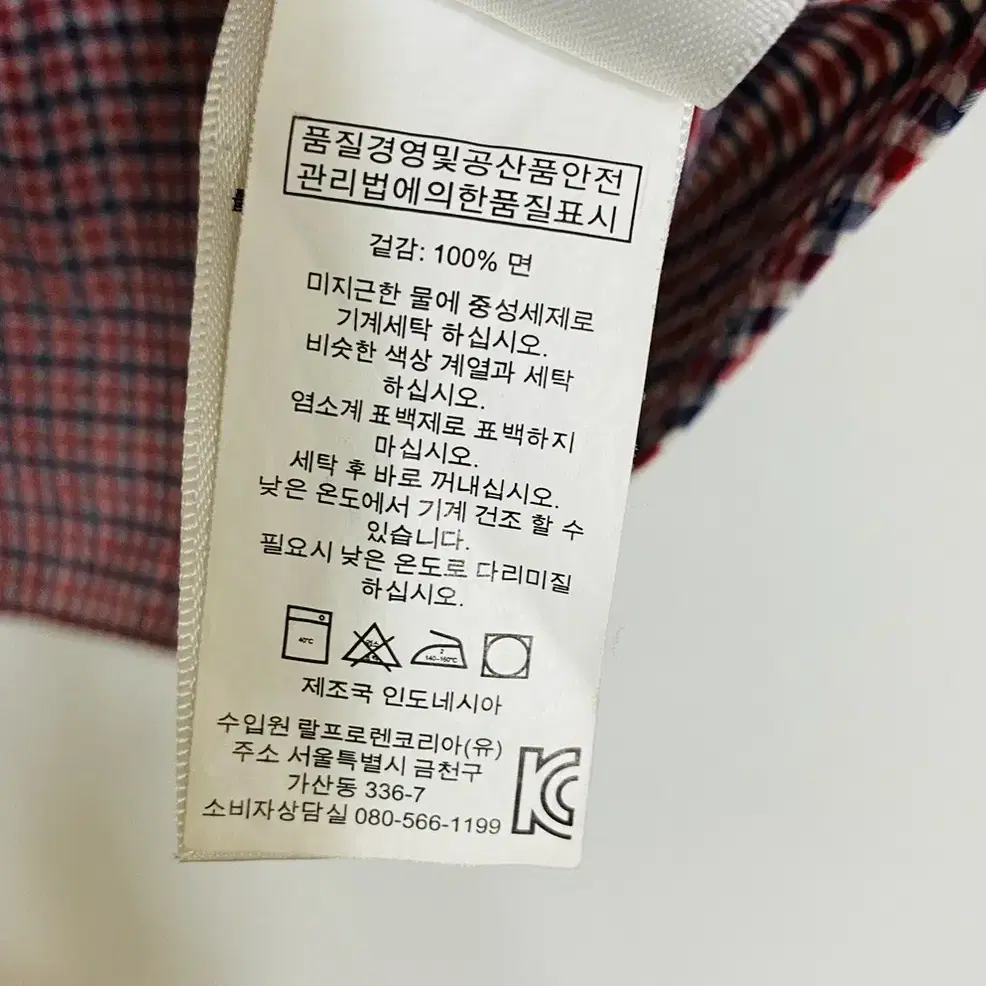 품질경영및공산품안전
관리법에의한품질표시
겉감: 100% 면
미지근한 물에 중성세제로
기계세탁 하십시오.
비슷한 색상 계열과 세탁
하십시오.
염소계 표백제로 표백하지
마십시오.
세탁 후 바로 꺼내십시오.
낮은 온도에서 기계 건조 할 수
있습니다.
필요시 낮은 온도로 다리미질
하십시오.
40℃
2
140~160℃
제조국 인도네시아
수입원 랄프로렌코리아(유)
주소 서울특별시 금천구
가산동 336-7
소비자상담실 080-566-1199